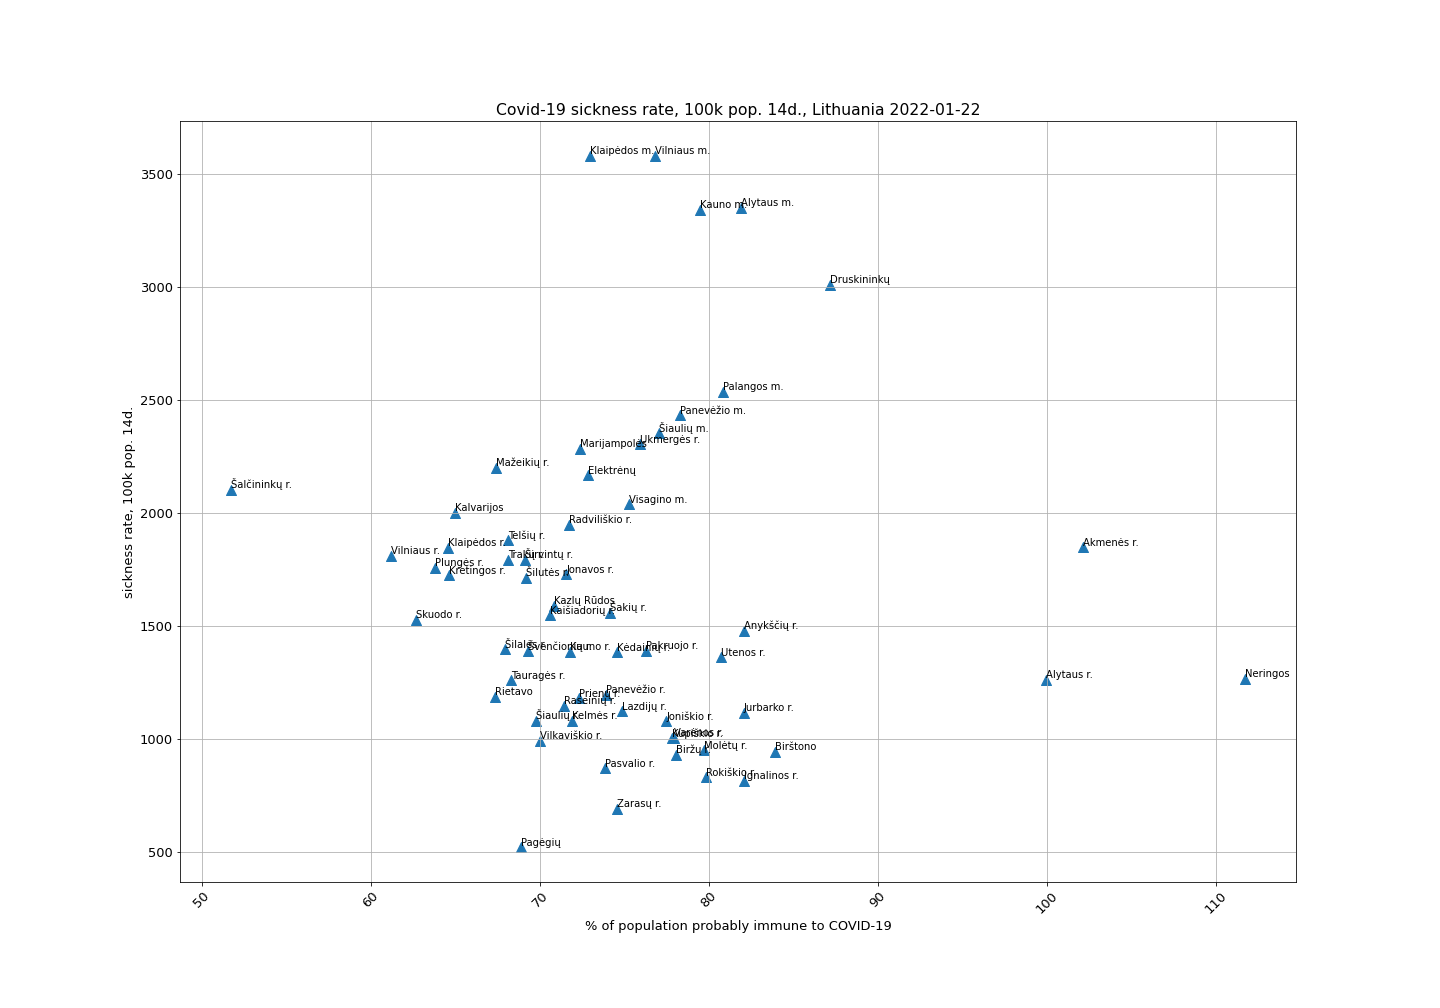 Covid-19 sickness rate, 100k pop. 14d., Lithuania 2022-01-22
sickness rate, 100k pop. 14d.
3500
3000
2500
2000
1500
1000
500
Klaipėdos m.
Vilniaus m.
Kauno m.
Alytaus m.
Druskininkų
Palangos m.
Panevėžio m.
Šiaulių m.
Ukmergės r.
Marijampolės
Mažeikių r.
Elektrėnų
Šalčininkų r.
Visagino m.
Kalvarijos
Radviliškio r.
Telšių r.
Klaipėdos r.
Akmenės r.
Vilniaus r.
Trakų r.
Širvintų r.
Plungės r.
Kretingos r.
Šilutės r.
Jonavos r.
Kazlų Rūdos
Kaišiadorių r.
Šakių r.
Skuodo r.
Anykščių r.
Šilalės r.
Švenčionių r.
Kauno r.
Kėdainių r.
Pakruojo r.
Utenos r.
Tauragės r.
Alytaus r.
Neringos
Rietavo
Prienų r.
Panevėžio r.
Raseinių r.
Lazdijų r.
Jurbarko r.
Šiaulių r.
Kelmės r.
Joniškio r.
Vilkaviškio r.
Kupiškio r.
Varėnos r.
Biržų r.
Molėtų r.
Birštono
Pasvalio r.
Rokiškio r.
Ignalinos r.
Zarasų r.
Pagėgių
50
60
70
80
90
100
110
% of population probably immune to COVID-19